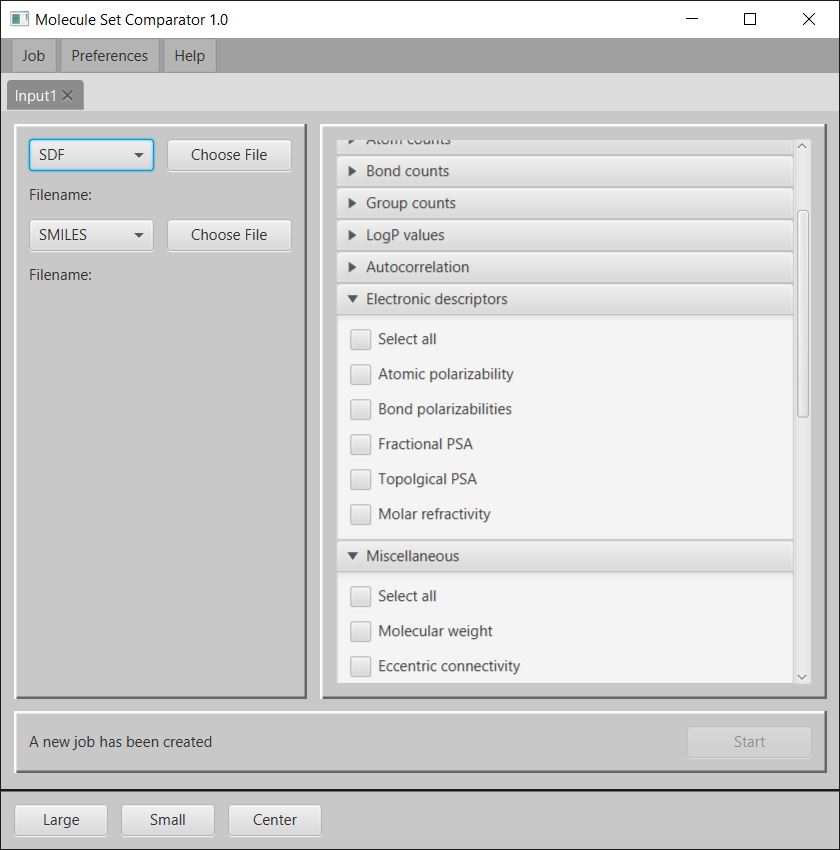 Molecule Set Comparator 1.0
Job Preferences Help
Input1
SDF Choose File
Filename:
SMILES Choose File
Filename:
Atom counts
Bond counts
Group counts
LogP values
Autocorrelation
Electronic descriptors
Select all
Atomic polarizability
Bond polarizabilities
Fractional PSA
Topolgical PSA
Molar refractivity
Miscellaneous
Select all
Molecular weight
Eccentric connectivity
A new job has been created Start
Large Small Center